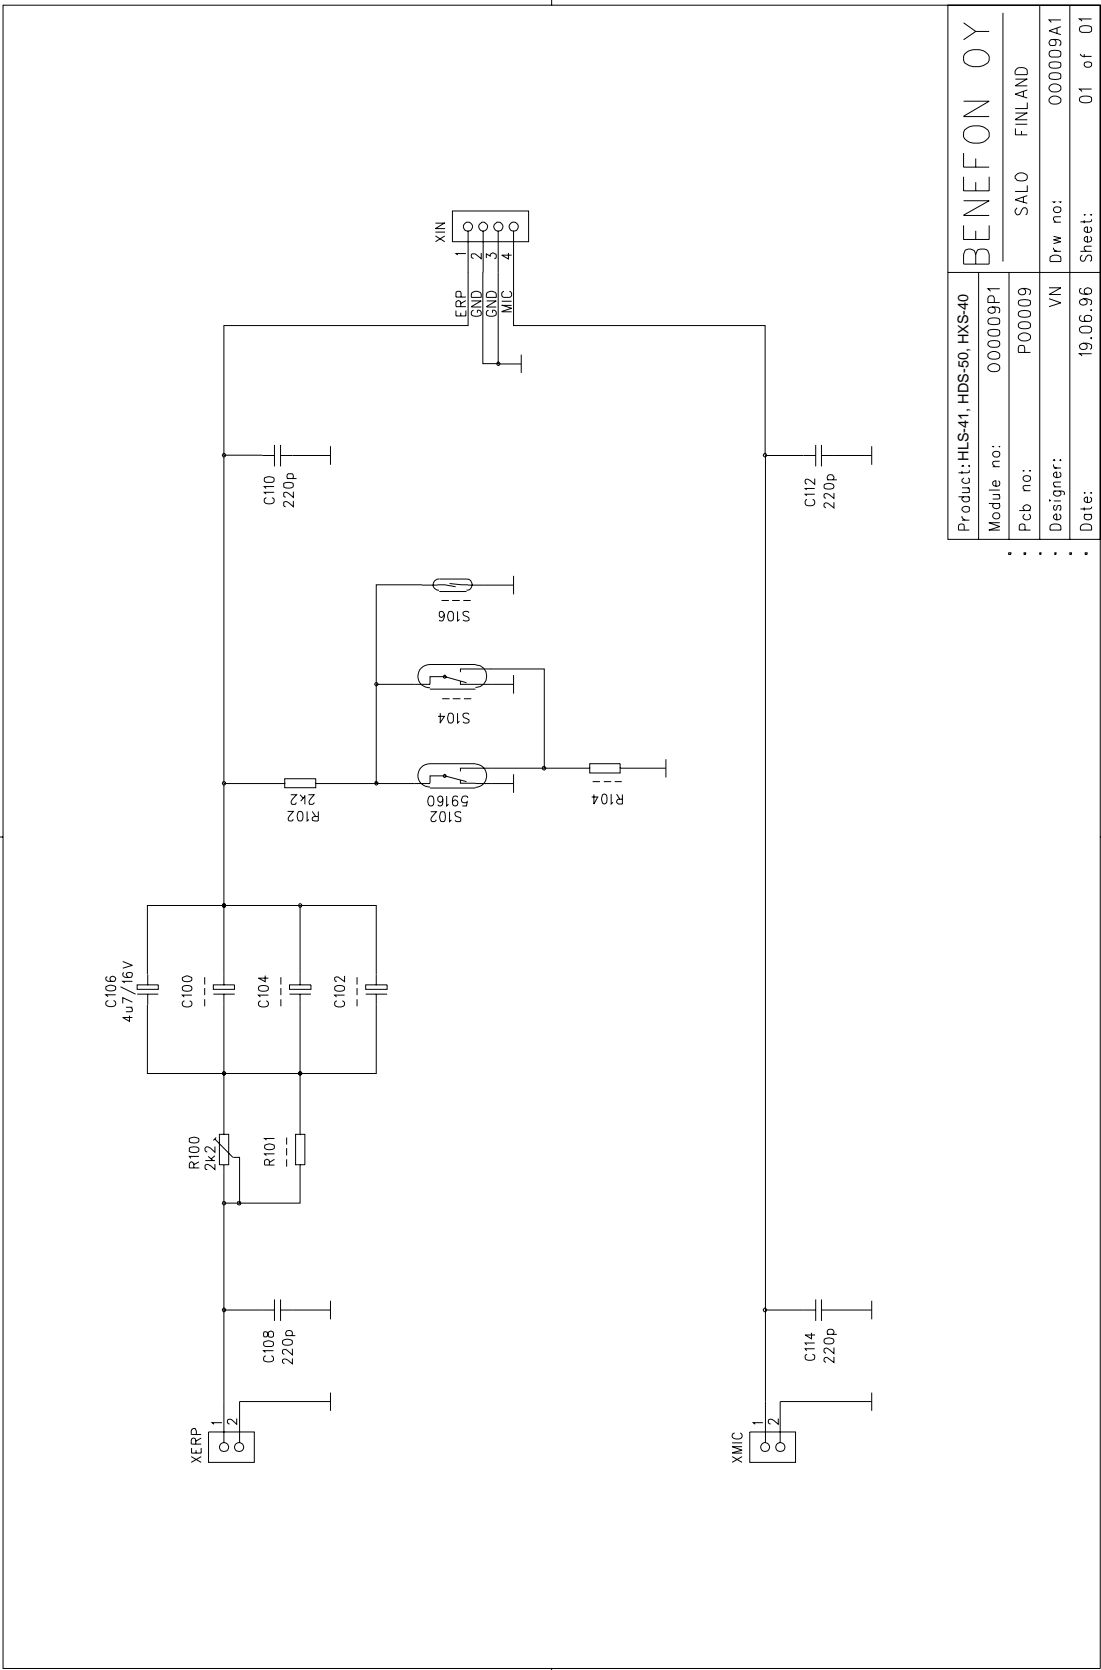 XERP
1
2
C108
220p
R100
2k2
R101
---
C106
4u7/16V
C100
---
C104
---
C102
---
R102
2k2
S102
59160
S104
---
S106
---
R104
---
C110
220p
XIN
1
2
3
4
ERP
GND
GND
MIC
XMIC
1
2
C114
220p
C112
220p
Product: HLS-41, HDS-50, HXS-40
BENEFON OY
Module no: 000009P1
SALO FINLAND
Pcb no: P00009
Designer: VN
Drw no: 000009A1
Date: 19.06.96
Sheet: 01 of 01